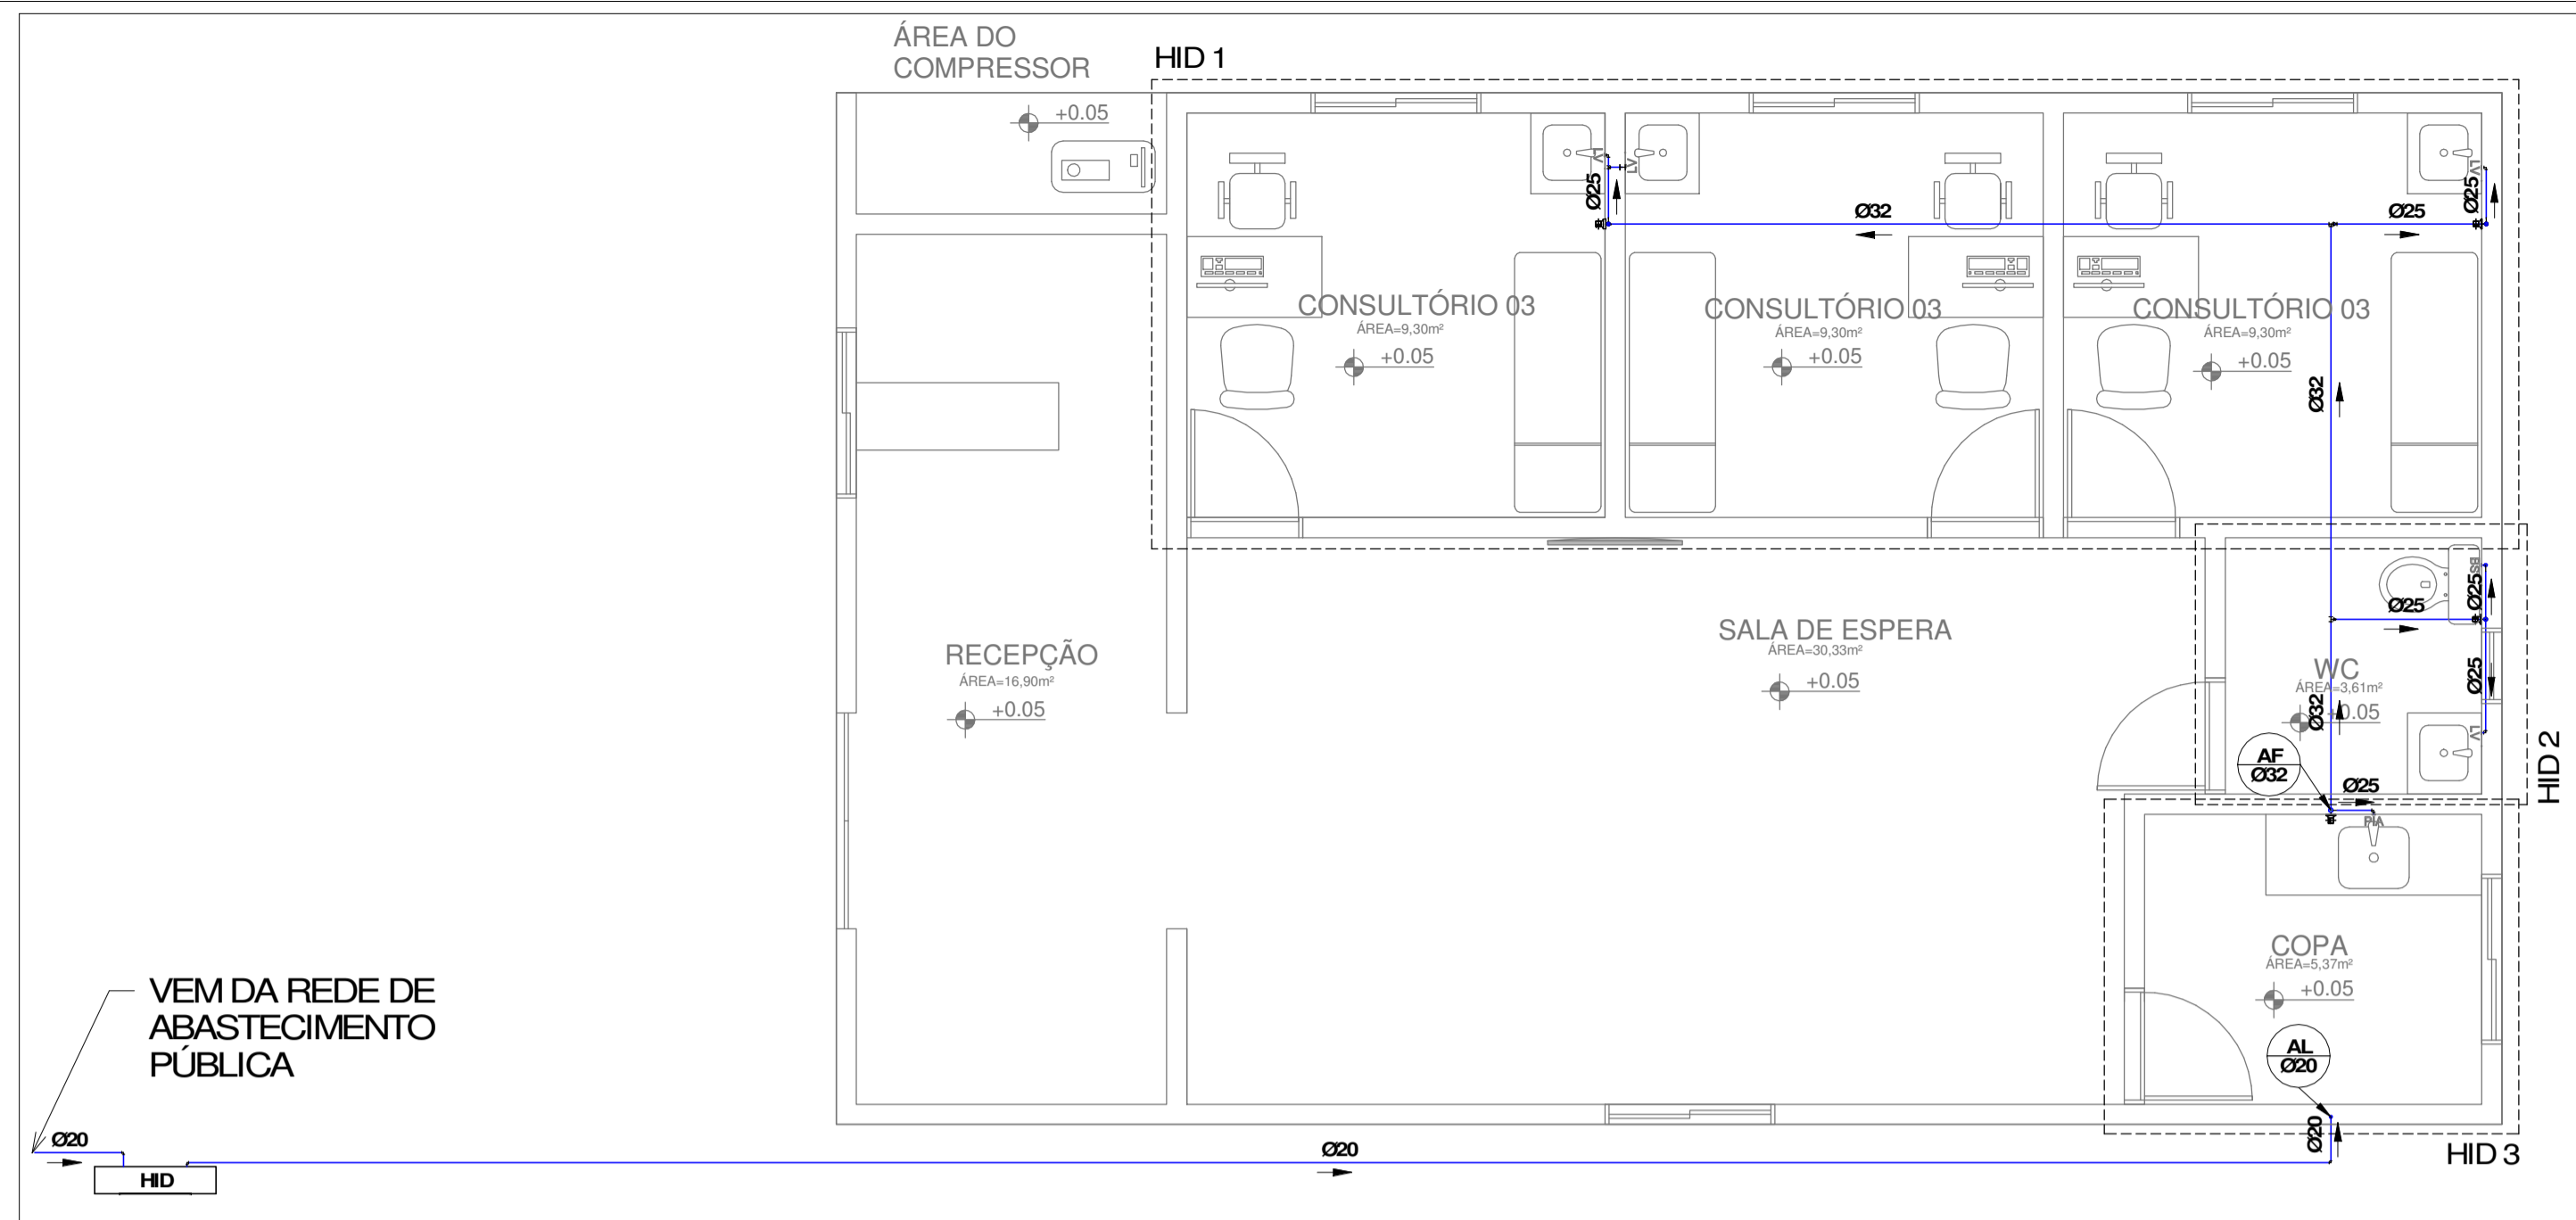 ÁREA DO
COMPRESSOR
HID 1
+0.05
LV
LV
LV
Ø25
Ø32
Ø25
Ø25
CONSULTÓRIO 03
ÁREA=9,30m²
+0.05
CONSULTÓRIO 03
ÁREA=9,30m²
+0.05
CONSULTÓRIO 03
ÁREA=9,30m²
+0.05
Ø32
RECEPÇÃO
ÁREA=16,90m²
+0.05
SALA DE ESPERA
ÁREA=30,33m²
+0.05
BS
Ø25
Ø25
Ø25
WC
ÁREA=3,61m²
+0.05
Ø32
LV
HID 2
AF
Ø32
Ø25
PIA
COPA
ÁREA=5,37m²
+0.05
AL
Ø20
Ø20
HID 3
VEM DA REDE DE
ABASTECIMENTO
PÚBLICA
Ø20
HID
Ø20